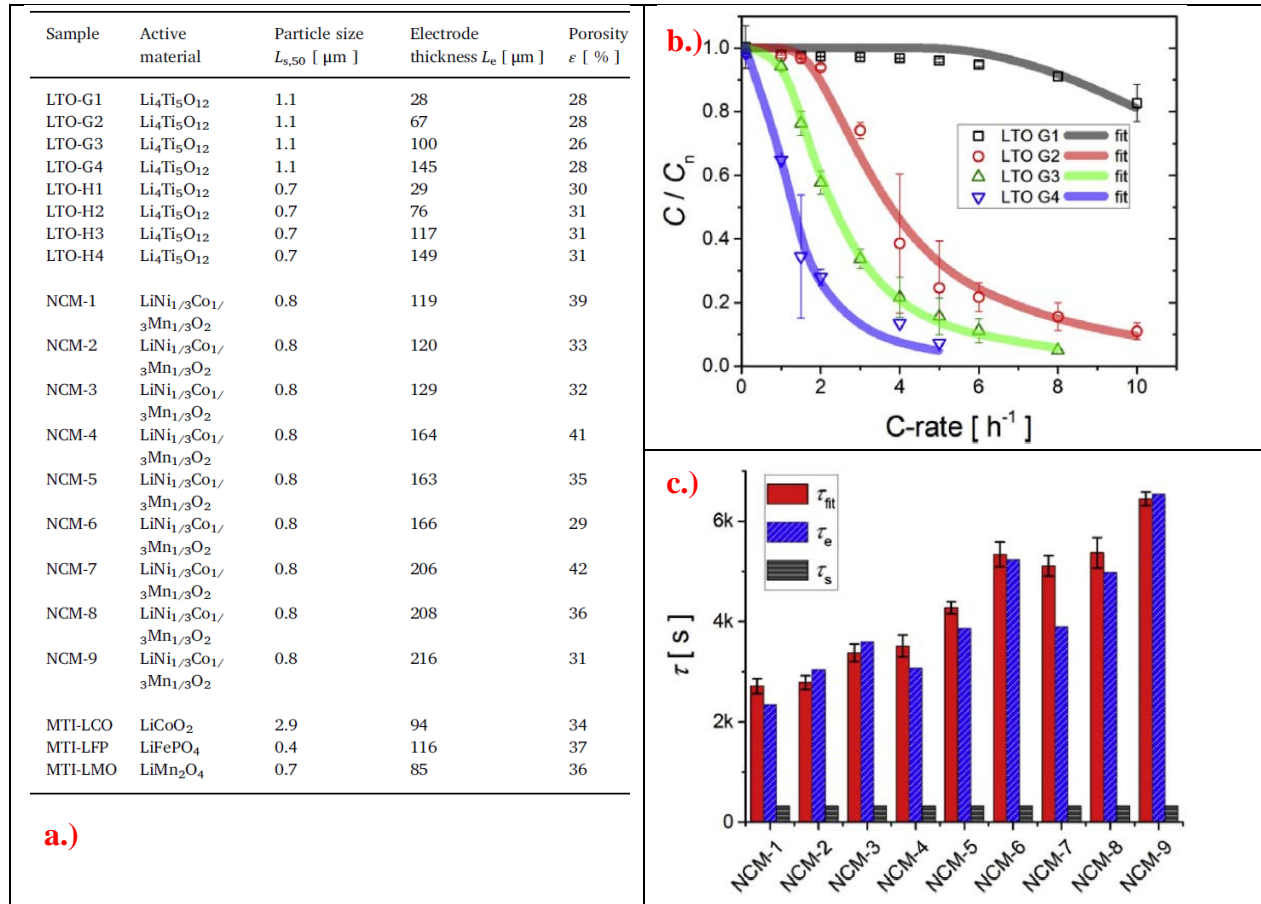 Sample Active material Particle size L_s,50 [ µm ] Electrode thickness L_e [ µm ] Porosity ε [ % ]
LTO-G1 Li₄Ti₅O₁₂ 1.1 28 28
LTO-G2 Li₄Ti₅O₁₂ 1.1 67 28
LTO-G3 Li₄Ti₅O₁₂ 1.1 100 26
LTO-G4 Li₄Ti₅O₁₂ 1.1 145 28
LTO-H1 Li₄Ti₅O₁₂ 0.7 29 30
LTO-H2 Li₄Ti₅O₁₂ 0.7 76 31
LTO-H3 Li₄Ti₅O₁₂ 0.7 117 31
LTO-H4 Li₄Ti₅O₁₂ 0.7 149 31
NCM-1 LiNi₁/₃Co₁/ 0.8 119 39
₃Mn₁/₃O₂
NCM-2 LiNi₁/₃Co₁/ 0.8 120 33
₃Mn₁/₃O₂
NCM-3 LiNi₁/₃Co₁/ 0.8 129 32
₃Mn₁/₃O₂
NCM-4 LiNi₁/₃Co₁/ 0.8 164 41
₃Mn₁/₃O₂
NCM-5 LiNi₁/₃Co₁/ 0.8 163 35
₃Mn₁/₃O₂
NCM-6 LiNi₁/₃Co₁/ 0.8 166 29
₃Mn₁/₃O₂
NCM-7 LiNi₁/₃Co₁/ 0.8 206 42
₃Mn₁/₃O₂
NCM-8 LiNi₁/₃Co₁/ 0.8 208 36
₃Mn₁/₃O₂
NCM-9 LiNi₁/₃Co₁/ 0.8 216 31
₃Mn₁/₃O₂
MTI-LCO LiCoO₂ 2.9 94 34
MTI-LFP LiFePO₄ 0.4 116 37
MTI-LMO LiMn₂O₄ 0.7 85 36
a.)
b.)
C / Cₙ
1.0
0.8
0.6
0.4
0.2
0.0
LTO G1 fit
LTO G2 fit
LTO G3 fit
LTO G4 fit
0 2 4 6 8 10
C-rate [ h⁻¹ ]
c.)
τ_fit
τ_e
τ_s
τ [ s ]
6k
4k
2k
0
NCM-1 NCM-2 NCM-3 NCM-4 NCM-5 NCM-6 NCM-7 NCM-8 NCM-9